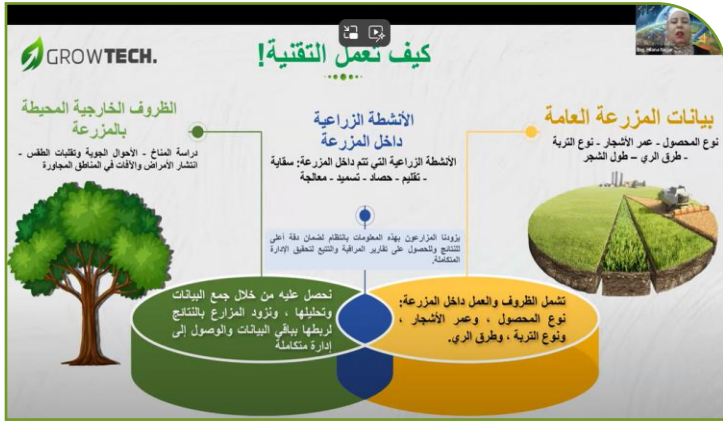 GROWTECH.
كيف تعمل التقنية!
بيانات المزرعة العامة
نوع المحصول - عمر الأشجار - نوع التربة
- طرق الري - طول الشجر
الأنشطة الزراعية
داخل المزرعة
الأنشطة الزراعية التي تتم داخل المزرعة: سقاية
- تقليم - حصاد - تسميد - معالجة
الظروف الخارجية المحيطة
بالمزرعة
دراسة المناخ - الأحوال الجوية وتقلبات الطقس -
انتشار الأمراض والآفات في المناطق المجاورة
يزودنا المزارعون بهذه المعلومات بانتظام لضمان دقة أعلى
للنتائج وللحصول على تقارير المراقبة والتتبع لتحقيق الإدارة
المتكاملة.
تشمل الظروف والعمل داخل المزرعة:
نوع المحصول ، وعمر الأشجار ،
ونوع التربة ، وطرق الري.
نحصل عليه من خلال جمع البيانات
وتحليلها ، ونزود المزارع بالنتائج
لربطها بباقي البيانات والوصول إلى
إدارة متكاملة